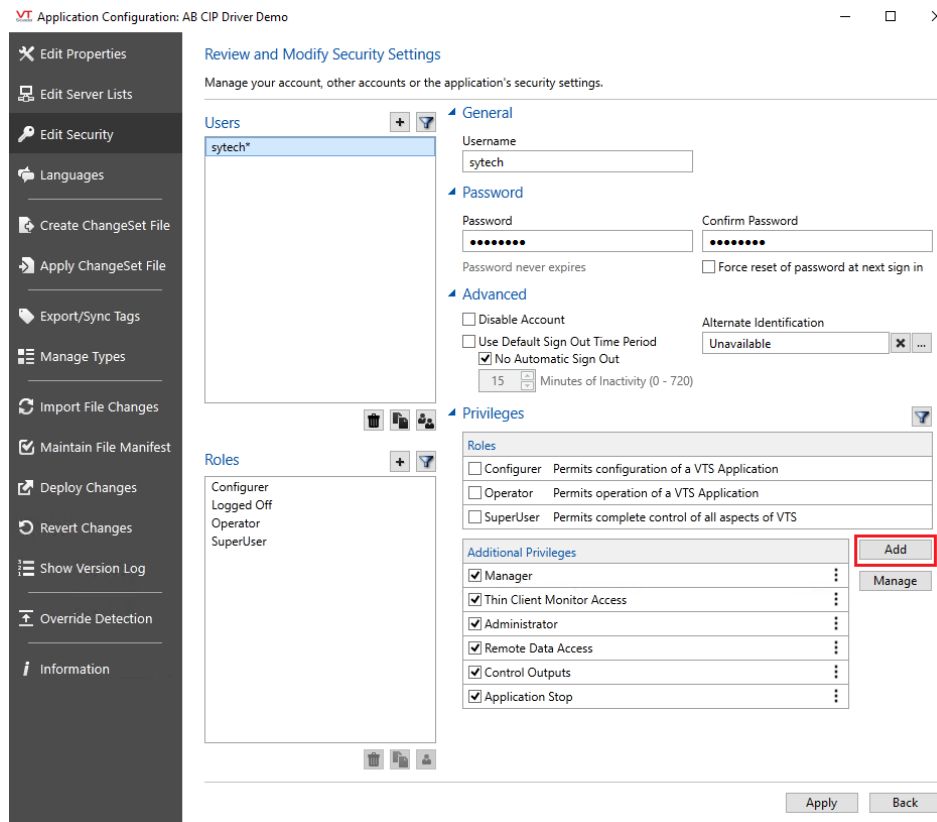 VT Application Configuration: AB CIP Driver Demo
Edit Properties
Edit Server Lists
Edit Security
Languages
Create ChangeSet File
Apply ChangeSet File
Export/Sync Tags
Manage Types
Import File Changes
Maintain File Manifest
Deploy Changes
Revert Changes
Show Version Log
Override Detection
Information
Review and Modify Security Settings
Manage your account, other accounts or the application's security settings.
Users
sytech*
Roles
Configurer
Logged Off
Operator
SuperUser
General
Username
sytech
Password
Password Confirm Password
Password never expires Force reset of password at next sign in
Advanced
Disable Account
Alternate Identification
Use Default Sign Out Time Period
Unavailable ...
No Automatic Sign Out
15 Minutes of Inactivity (0 - 720)
Privileges
Roles
Configurer Permits configuration of a VTS Application
Operator Permits operation of a VTS Application
SuperUser Permits complete control of all aspects of VTS
Additional Privileges
Add
Manager
Manage
Thin Client Monitor Access
Administrator
Remote Data Access
Control Outputs
Application Stop
Apply Back